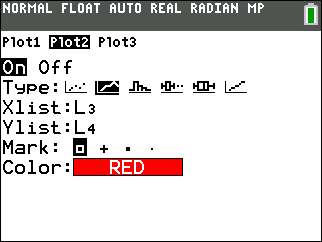 NORMAL FLOAT AUTO REAL RADIAN MP
Plot1 Plot2 Plot3
On Off
Type:
Xlist:L₃
Ylist:L₄
Mark:
Color: RED